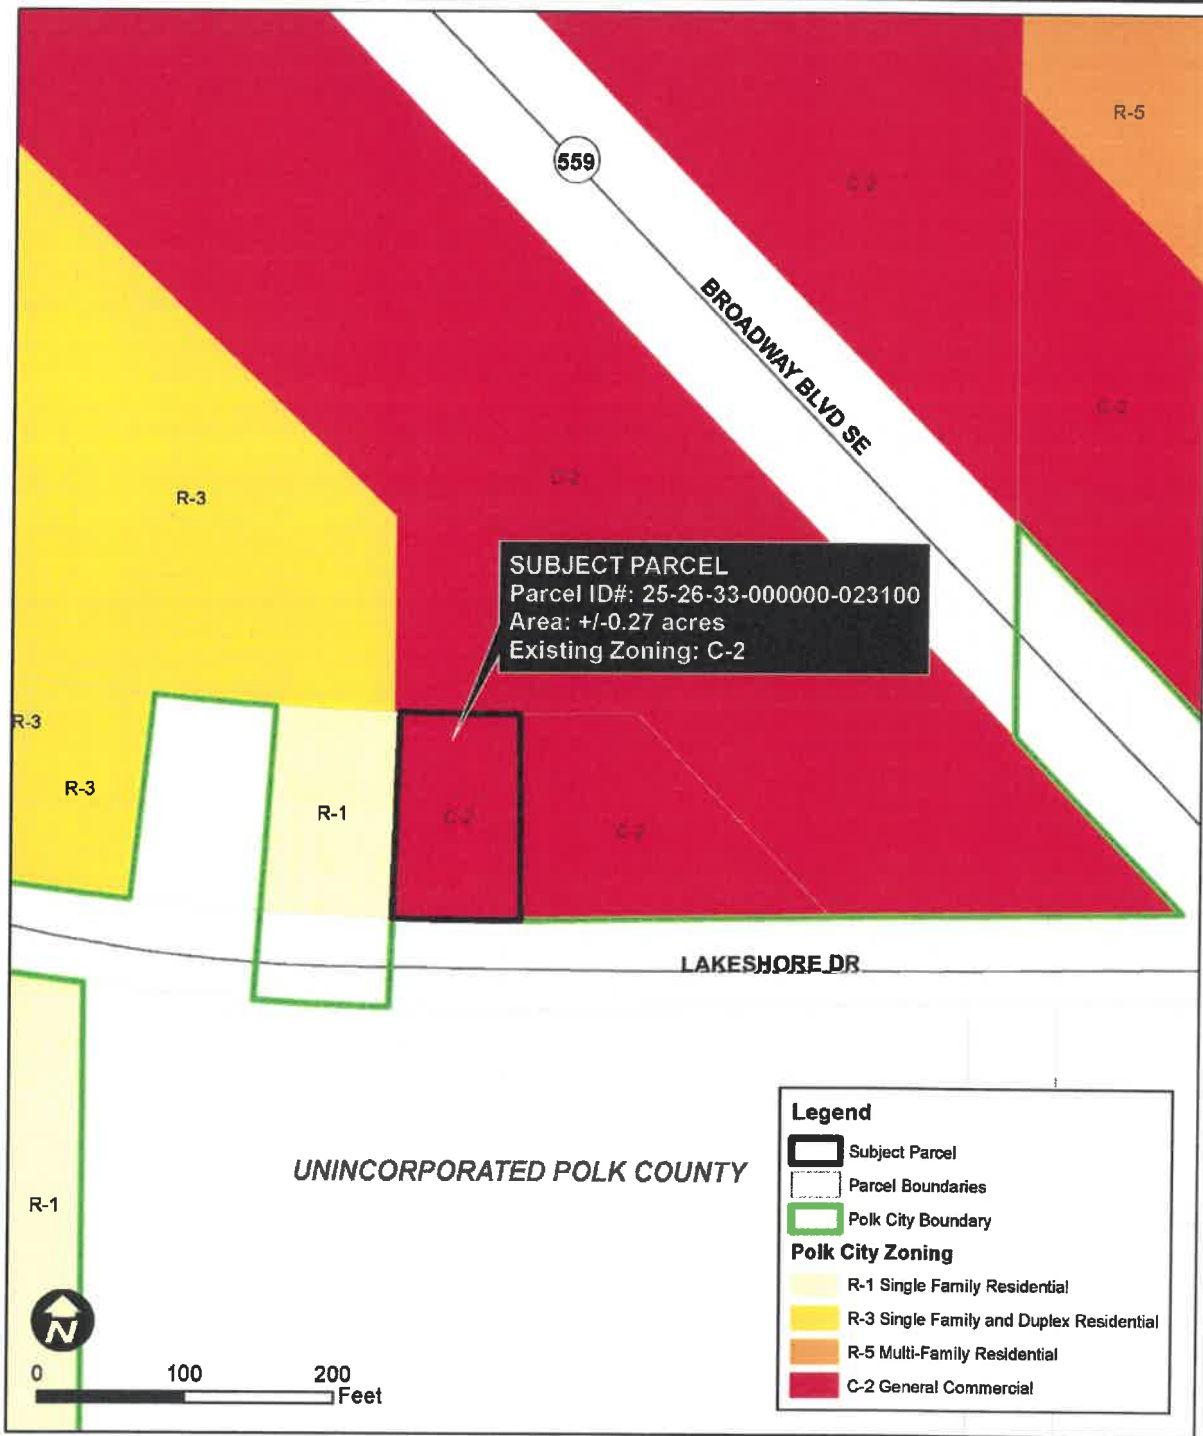 R-5
559
C-2
BROADWAY BLVD SE
C-2
R-3
C-2
SUBJECT PARCEL
Parcel ID#: 25-26-33-000000-023100
Area: +/-0.27 acres
Existing Zoning: C-2
R-3
R-3
R-1
C-2
C-2
LAKESHORE DR
UNINCORPORATED POLK COUNTY
R-1
N
0 100 200
Feet
Legend
Subject Parcel
Parcel Boundaries
Polk City Boundary
Polk City Zoning
R-1 Single Family Residential
R-3 Single Family and Duplex Residential
R-5 Multi-Family Residential
C-2 General Commercial